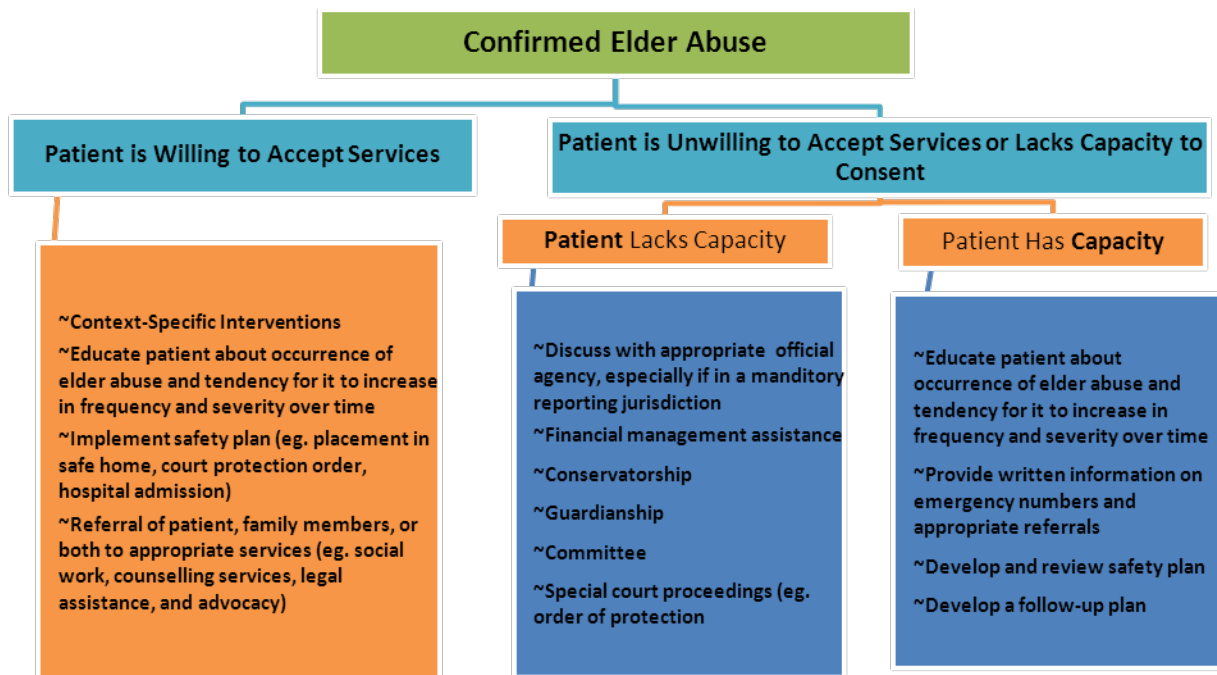 Confirmed Elder Abuse
Patient is Willing to Accept Services
Patient is Unwilling to Accept Services or Lacks Capacity to
Consent
Patient Lacks Capacity
Patient Has Capacity
~Context-Specific Interventions
~Educate patient about occurrence of
elder abuse and tendency for it to increase
in frequency and severity over time
~Implement safety plan (eg. placement in
safe home, court protection order,
hospital admission)
~Referral of patient, family members, or
both to appropriate services (eg. social
work, counselling services, legal
assistance, and advocacy)
~Discuss with appropriate official
agency, especially if in a manditory
reporting jurisdiction
~Financial management assistance
~Conservatorship
~Guardianship
~Committee
~Special court proceedings (eg.
order of protection
~Educate patient about
occurrence of elder abuse and
tendency for it to increase in
frequency and severity over time
~Provide written information on
emergency numbers and
appropriate referrals
~Develop and review safety plan
~Develop a follow-up plan